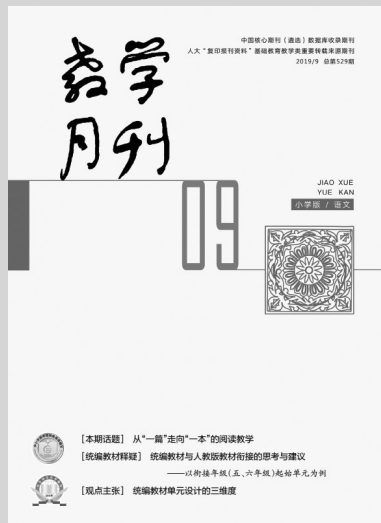 中国核心期刊（遴选）数据库收录期刊
人大“复印报刊资料”基础教育教学类重要转载来源期刊
2019/9 总第529期
教学
月刊
JIAO XUE
YUE KAN
小学版 / 语文
09
[本期话题] 从“一篇”走向“一本”的阅读教学
[统编教材释疑] 统编教材与人教版教材衔接的思考与建议
——以衔接年级（五、六年级）起始单元为例
[观点主张] 统编教材单元设计的三维度